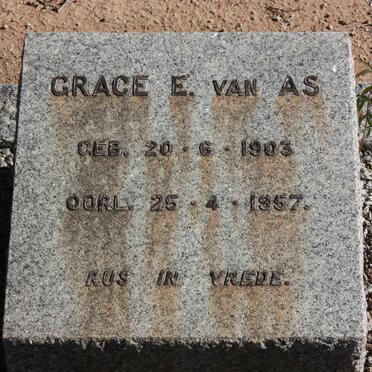 GRACE E. VAN AS
GEB. 20·6·1903
OORL. 25·4·1957.
RUS IN VREDE.